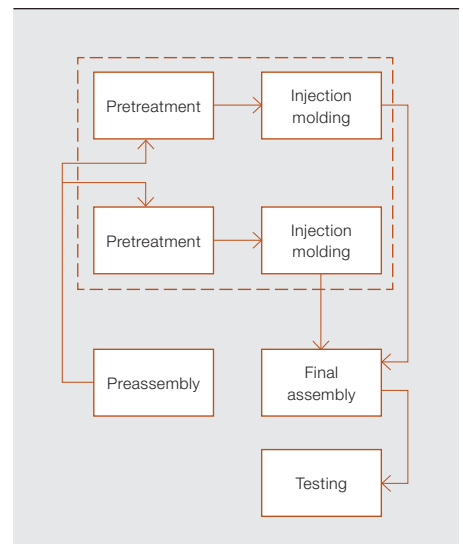 Pretreatment
Injection
molding
Pretreatment
Injection
molding
Preassembly
Final
assembly
Testing